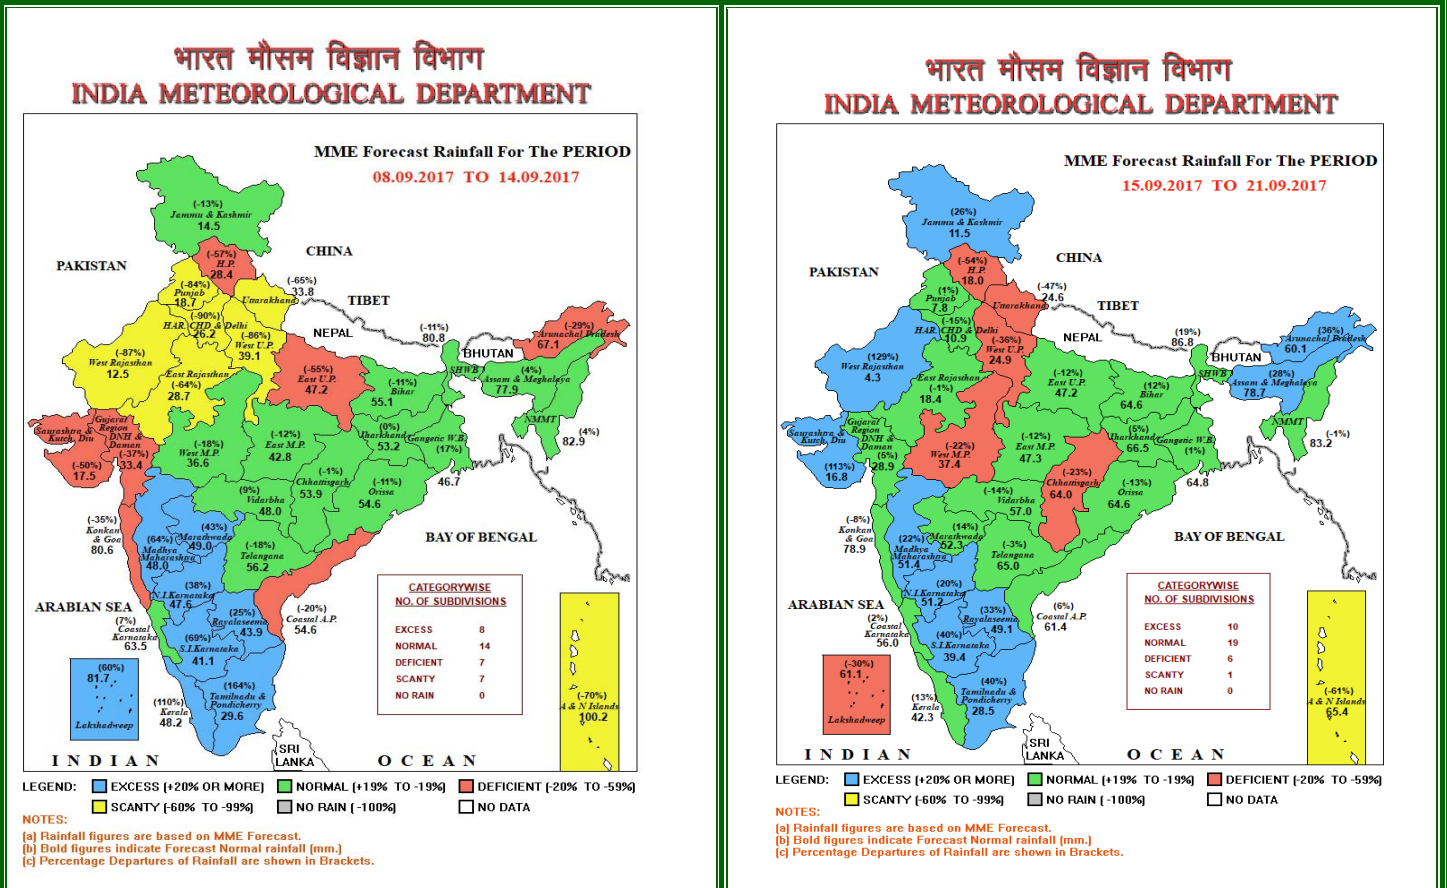 भारत मौसम विज्ञान विभाग
INDIA METEOROLOGICAL DEPARTMENT
MME Forecast Rainfall For The PERIOD
08.09.2017 TO 14.09.2017
(-13%)
Jammu & Kashmir
14.5
CHINA
(-57%)
H.P.
28.4
PAKISTAN
(-65%)
33.8
(-84%)
Punjab
18.7
Uttarakhand
TIBET
(-90%)
HAR. CHD & Delhi
26.2
NEPAL
(-11%)
80.8
(-29%)
Arunachal Pradesh
67.1
(-86%)
West U.P.
39.1
BHUTAN
(-87%)
West Rajasthan
12.5
(-55%)
East U.P.
47.2
SHWB
(4%)
Assam & Meghalaya
77.9
East Rajasthan
(-64%)
28.7
(-11%)
Bihar
55.1
Gujarat
Region
DNH &
Daman
(-37%)
33.4
Saurashtra &
Kutch, Diu
(-50%)
17.5
NMMT
(4%)
82.9
(-18%)
West M.P.
36.6
(-12%)
East M.P.
42.8
(0%)
Jharkhand
53.2
Gangetic W.B.
(17%)
46.7
(-1%)
Chhattisgarh
53.9
(-11%)
Orissa
54.6
(9%)
Vidarbha
48.0
(-35%)
Konkan
& Goa
80.6
(43%)
Marathwada
49.0
(64%)
Madhya
Maharashtra
48.0
(-18%)
Telangana
56.2
BAY OF BENGAL
(38%)
N.I.Karnataka
47.6
ARABIAN SEA
(7%)
Coastal
Karnataka
63.5
(25%)
Rayalaseema
43.9
(-20%)
Coastal A.P.
54.6
(69%)
S.I.Karnataka
41.1
(60%)
81.7
Lakshadweep
(164%)
Tamilnadu &
Pondicherry
29.6
(110%)
Kerala
48.2
CATEGORYWISE
NO. OF SUBDIVISIONS
EXCESS 8
NORMAL 14
DEFICIENT 7
SCANTY 7
NO RAIN 0
(-70%)
A & N Islands
100.2
SRI
LANKA
INDIAN OCEAN
LEGEND: EXCESS (+20% OR MORE) NORMAL (+19% TO -19%) DEFICIENT (-20% TO -59%)
SCANTY (-60% TO -99%) NO RAIN (-100%) NO DATA
NOTES:
(a) Rainfall figures are based on MME Forecast.
(b) Bold figures indicate Forecast Normal rainfall (mm.)
(c) Percentage Departures of Rainfall are shown in Brackets.
भारत मौसम विज्ञान विभाग
INDIA METEOROLOGICAL DEPARTMENT
MME Forecast Rainfall For The PERIOD
15.09.2017 TO 21.09.2017
(26%)
Jammu & Kashmir
11.5
CHINA
(-54%)
H.P.
18.0
PAKISTAN
(-47%)
24.6
(1%)
Punjab
7.8
Uttarakhand
TIBET
(-15%)
HAR. CHD & Delhi
10.9
NEPAL
(19%)
86.8
(36%)
Arunachal Pradesh
60.1
(-36%)
West U.P.
24.9
BHUTAN
(129%)
West Rajasthan
4.3
(-12%)
East U.P.
47.2
SHWB
(28%)
Assam & Meghalaya
78.7
East Rajasthan
(-1%)
18.4
(12%)
Bihar
64.6
Gujarat
Region
DNH &
Daman
(5%)
28.9
Saurashtra &
Kutch, Diu
(113%)
16.8
NMMT
(-1%)
83.2
(-22%)
West M.P.
37.4
(-12%)
East M.P.
47.3
(5%)
Jharkhand
66.5
Gangetic W.B.
(1%)
64.8
(-23%)
Chhattisgarh
64.0
(-13%)
Orissa
64.6
(-14%)
Vidarbha
57.0
(-8%)
Konkan
& Goa
78.9
(14%)
Marathwada
52.3
(22%)
Madhya
Maharashtra
51.4
(-3%)
Telangana
65.0
BAY OF BENGAL
(20%)
N.I.Karnataka
51.2
ARABIAN SEA
(2%)
Coastal
Karnataka
56.0
(33%)
Rayalaseema
49.1
(6%)
Coastal A.P.
61.4
(40%)
S.I.Karnataka
39.4
(-30%)
61.1
Lakshadweep
(40%)
Tamilnadu &
Pondicherry
28.5
(13%)
Kerala
42.3
CATEGORYWISE
NO. OF SUBDIVISIONS
EXCESS 10
NORMAL 19
DEFICIENT 6
SCANTY 1
NO RAIN 0
(-61%)
A & N Islands
65.4
SRI
LANKA
INDIAN OCEAN
LEGEND: EXCESS (+20% OR MORE) NORMAL (+19% TO -19%) DEFICIENT (-20% TO -59%)
SCANTY (-60% TO -99%) NO RAIN (-100%) NO DATA
NOTES:
(a) Rainfall figures are based on MME Forecast.
(b) Bold figures indicate Forecast Normal rainfall (mm.)
(c) Percentage Departures of Rainfall are shown in Brackets.